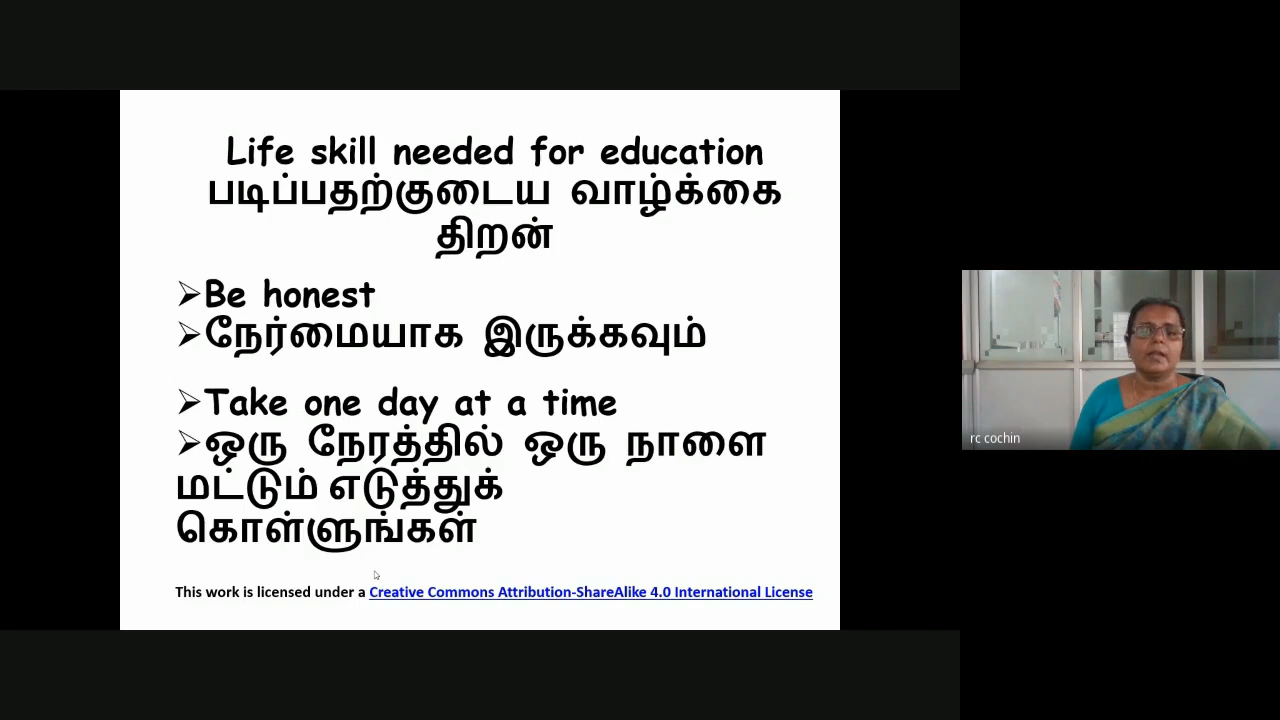 Life skill needed for education
படிப்பதற்குடைய வாழ்க்கை
திறன்
➢Be honest
➢நேர்மையாக இருக்கவும்
➢Take one day at a time
➢ஒரு நேரத்தில் ஒரு நாளை
மட்டும் எடுத்துக்
கொள்ளுங்கள்
This work is licensed under a Creative Commons Attribution-ShareAlike 4.0 International License
rc cochin